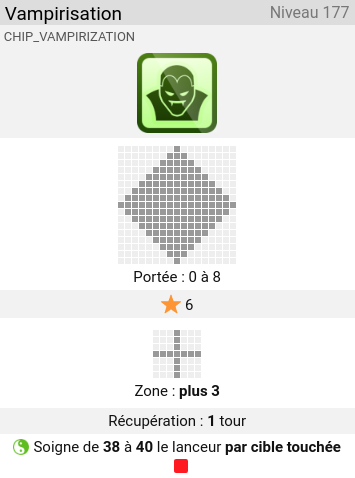 Vampirisation
Niveau 177
CHIP_VAMPIRIZATION
Portée : 0 à 8
6
Zone : plus 3
Récupération : 1 tour
Soigne de 38 à 40 le lanceur par cible touchée